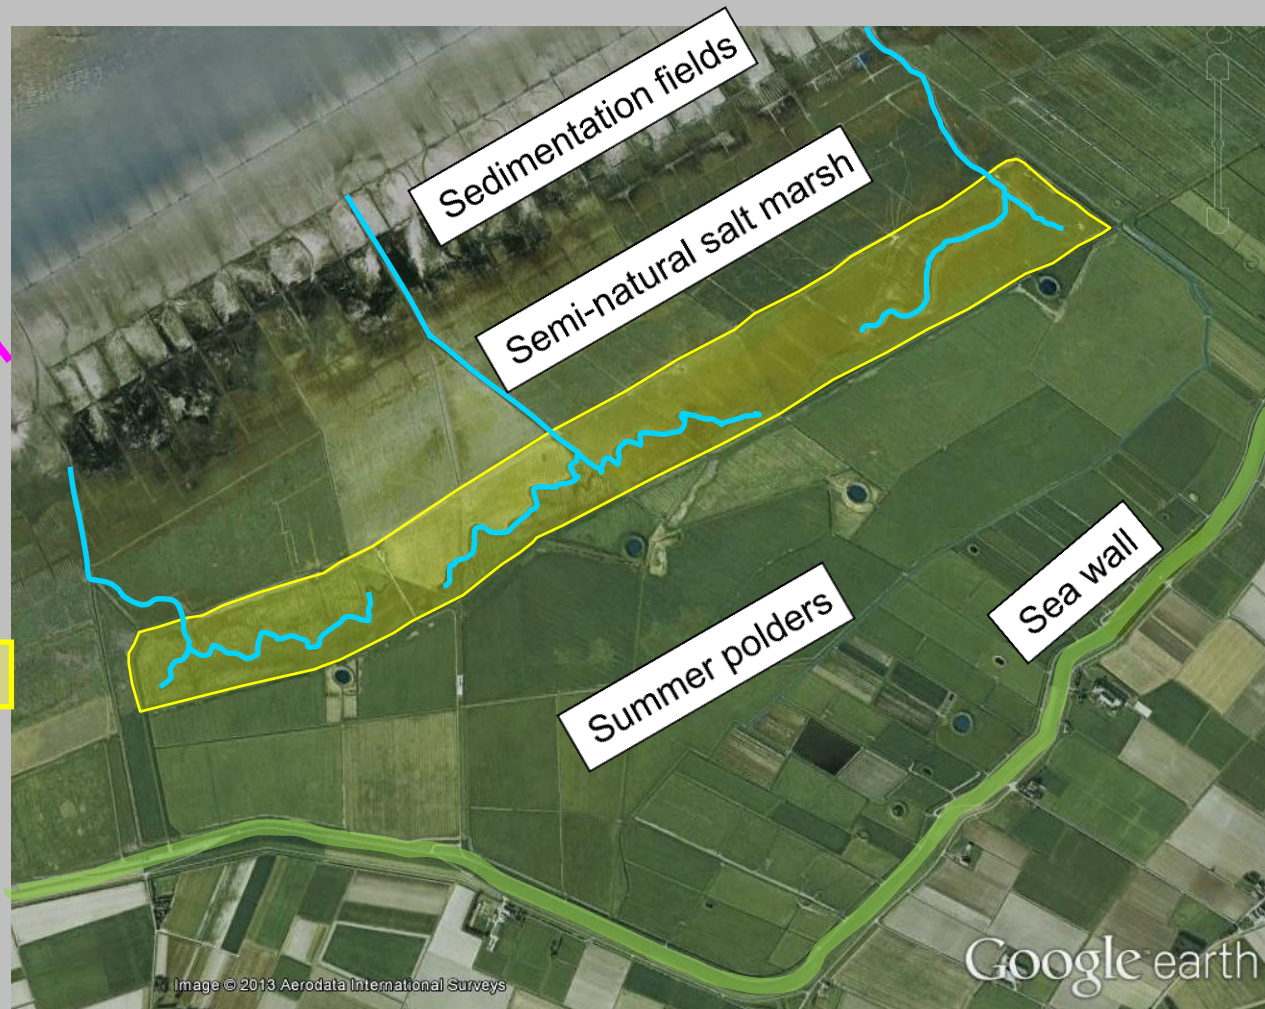 Sedimentation fields
Semi-natural salt marsh
Sea wall
Summer polders
Google earth
Image © 2013 Aerodata International Surveys